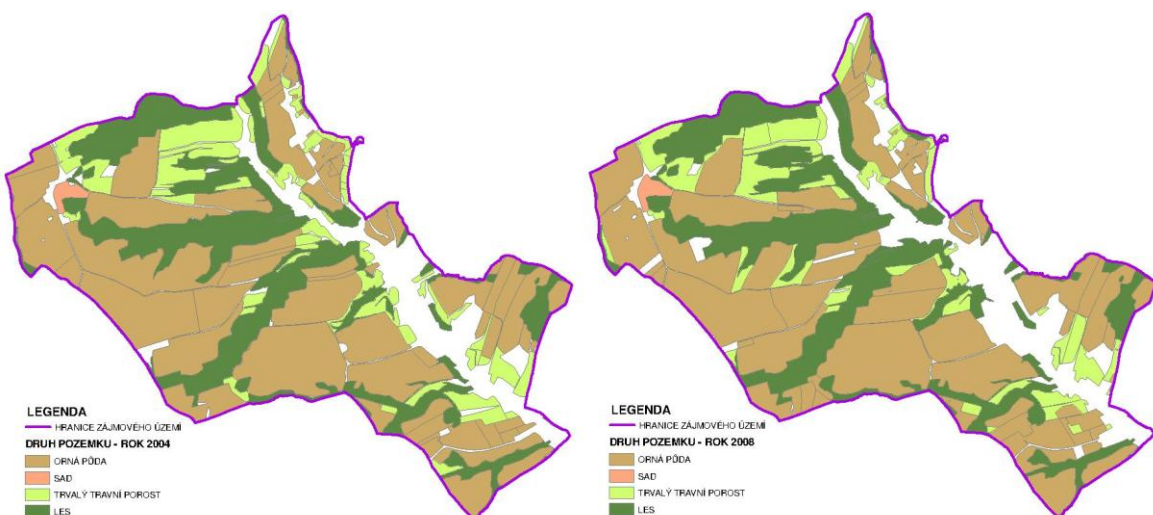 LEGENDA
HRANICE ZÁJMOVÉHO ÚZEMÍ
DRUH POZEMKU - ROK 2004
ORNÁ PŮDA
SAD
TRVALÝ TRAVNÍ POROST
LES
LEGENDA
HRANICE ZÁJMOVÉHO ÚZEMÍ
DRUH POZEMKU - ROK 2008
ORNÁ PŮDA
SAD
TRVALÝ TRAVNÍ POROST
LES